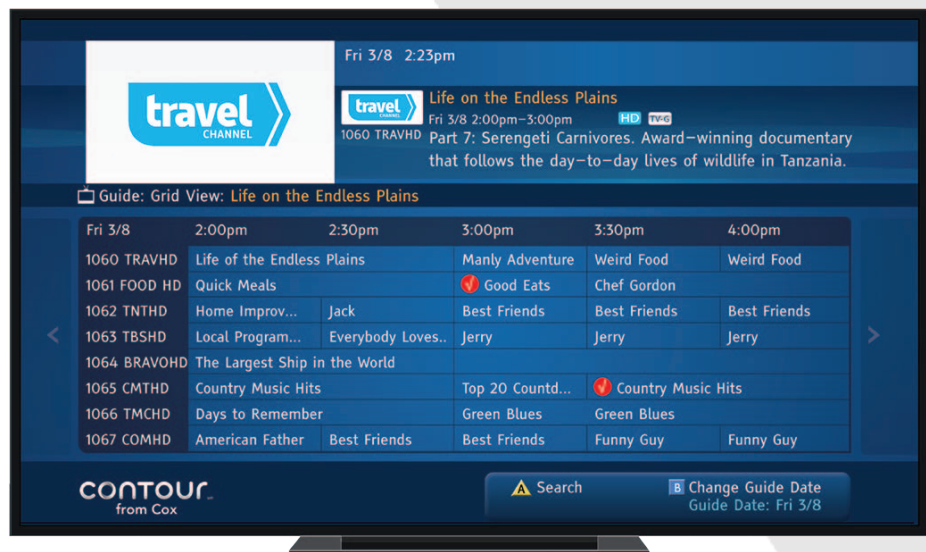 Fri 3/8 2:23pm
travel
CHANNEL
travel
CHANNEL
1060 TRAVHD
Life on the Endless Plains
Fri 3/8 2:00pm–3:00pm HD TV-G
Part 7: Serengeti Carnivores. Award–winning documentary
that follows the day–to–day lives of wildlife in Tanzania.
Guide: Grid View: Life on the Endless Plains
Fri 3/8 2:00pm 2:30pm 3:00pm 3:30pm 4:00pm
1060 TRAVHD Life of the Endless Plains Manly Adventure Weird Food Weird Food
1061 FOOD HD Quick Meals Good Eats Chef Gordon
1062 TNTHD Home Improv... Jack Best Friends Best Friends Best Friends
1063 TBSHD Local Program... Everybody Loves.. Jerry Jerry Jerry
1064 BRAVOHD The Largest Ship in the World
1065 CMTHD Country Music Hits Top 20 Countd... Country Music Hits
1066 TMCHD Days to Remember Green Blues Green Blues
1067 COMHD American Father Best Friends Best Friends Funny Guy Funny Guy
contour
from Cox
A Search
B Change Guide Date
Guide Date: Fri 3/8